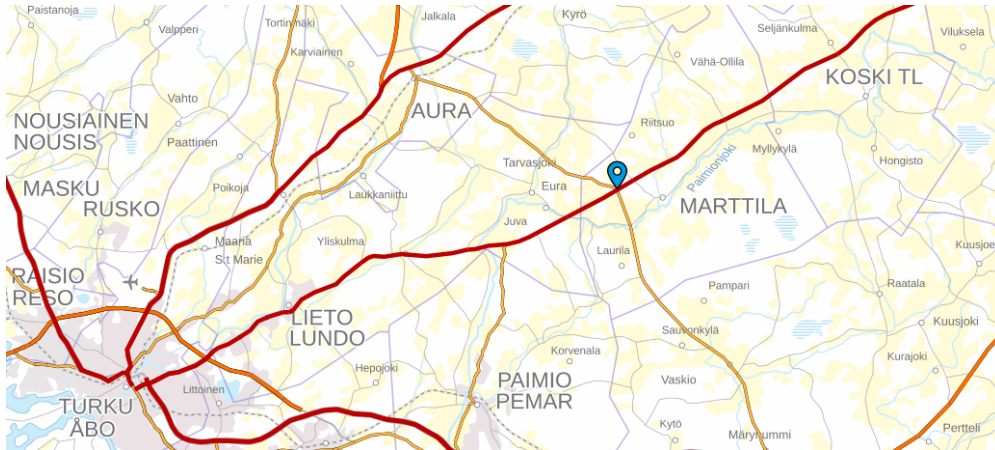 Paistanoja
Valpperi
Tortinmäki
Jalkala
Kyrö
Seljänkulma
Viluksela
Karviainen
Vähä-Ollila
KOSKI TL
Vahto
AURA
NOUSIAINEN
NOUSIS
Riitsuo
Paattinen
Myllykylä
Hongisto
Tarvasjoki
Paimionjoki
MASKU
Poikoja
Laukkaniittu
Eura
RUSKO
MARTTILA
Juva
Maaria
S:t Marie
Yliskulma
Laurila
Kuusjoe
RAISIO
RESO
Pampari
Raatala
LIETO
LUNDO
Sauvonkylä
Kuusjoki
Korvenala
Kurajoki
Hepojoki
Vaskio
PAIMIO
PEMAR
Littoinen
TURKU
ÅBO
Kytö
Märynummi
Pertteli